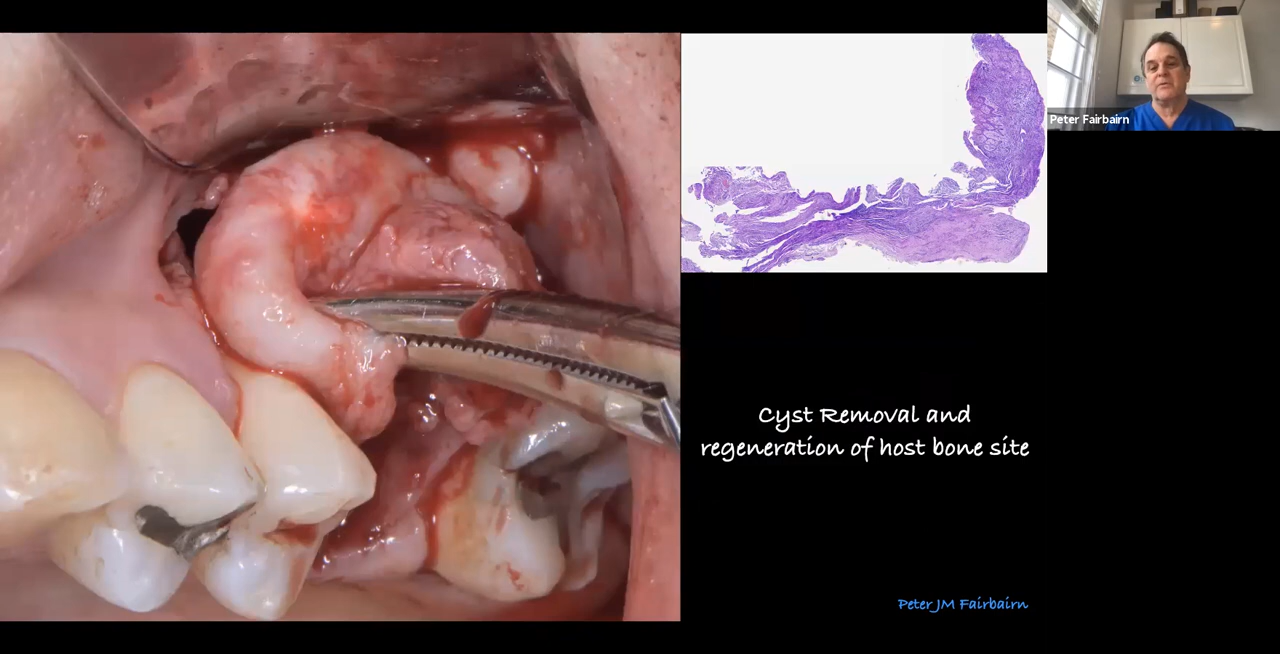 Peter Fairbairn
Cyst Removal and
regeneration of host bone site
Peter JM Fairbairn